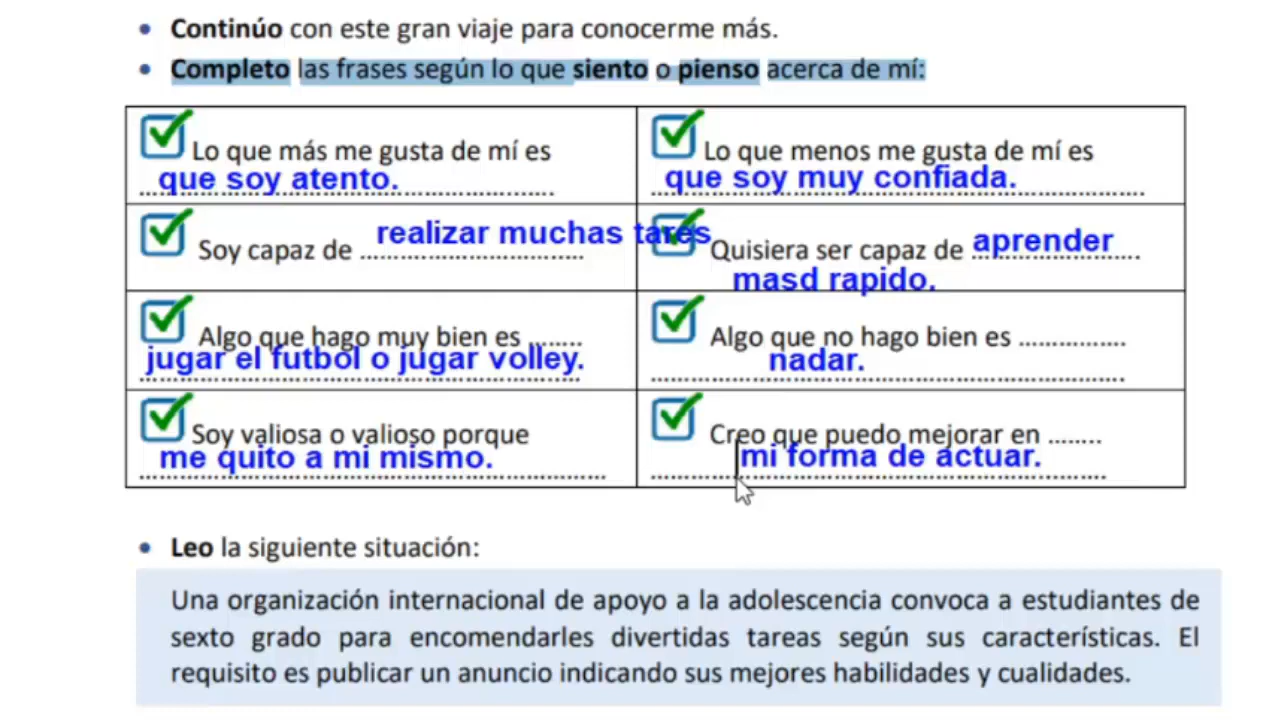 • Continúo con este gran viaje para conocerme más.
• Completo las frases según lo que siento o pienso acerca de mí:
Lo que más me gusta de mí es
que soy atento.
Lo que menos me gusta de mí es
que soy muy confiada.
Soy capaz de ................................ realizar muchas tares
Quisiera ser capaz de aprender
masd rapido.
Algo que hago muy bien es ........
jugar el futbol o jugar volley.
Algo que no hago bien es ................
nadar.
Soy valiosa o valioso porque
me quito a mi mismo.
Creo que puedo mejorar en ........
mi forma de actuar.
• Leo la siguiente situación:
Una organización internacional de apoyo a la adolescencia convoca a estudiantes de
sexto grado para encomendarles divertidas tareas según sus características. El
requisito es publicar un anuncio indicando sus mejores habilidades y cualidades.